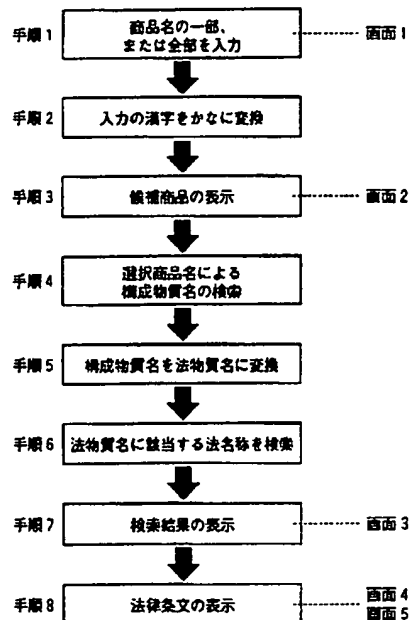 手順1 商品名の一部、 画面1
または全部を入力
手順2 入力の漢字をかなに変換
手順3 候補商品の表示 画面2
手順4 選択商品名による
構成物質名の検索
手順5 構成物質名を法物質名に変換
手順6 法物質名に該当する法名称を検索
手順7 検索結果の表示 画面3
手順8 法律条文の表示 画面4
画面5